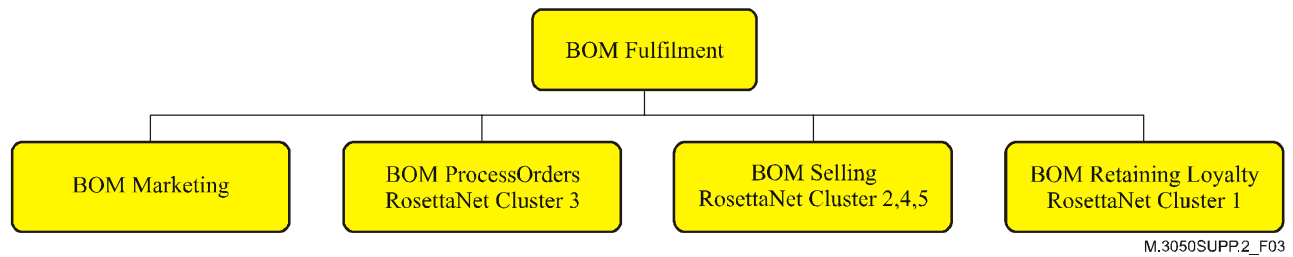 BOM Fulfilment
BOM Marketing
BOM ProcessOrders
RosettaNet Cluster 3
BOM Selling
RosettaNet Cluster 2,4,5
BOM Retaining Loyalty
RosettaNet Cluster 1
M.3050SUPP.2_F03